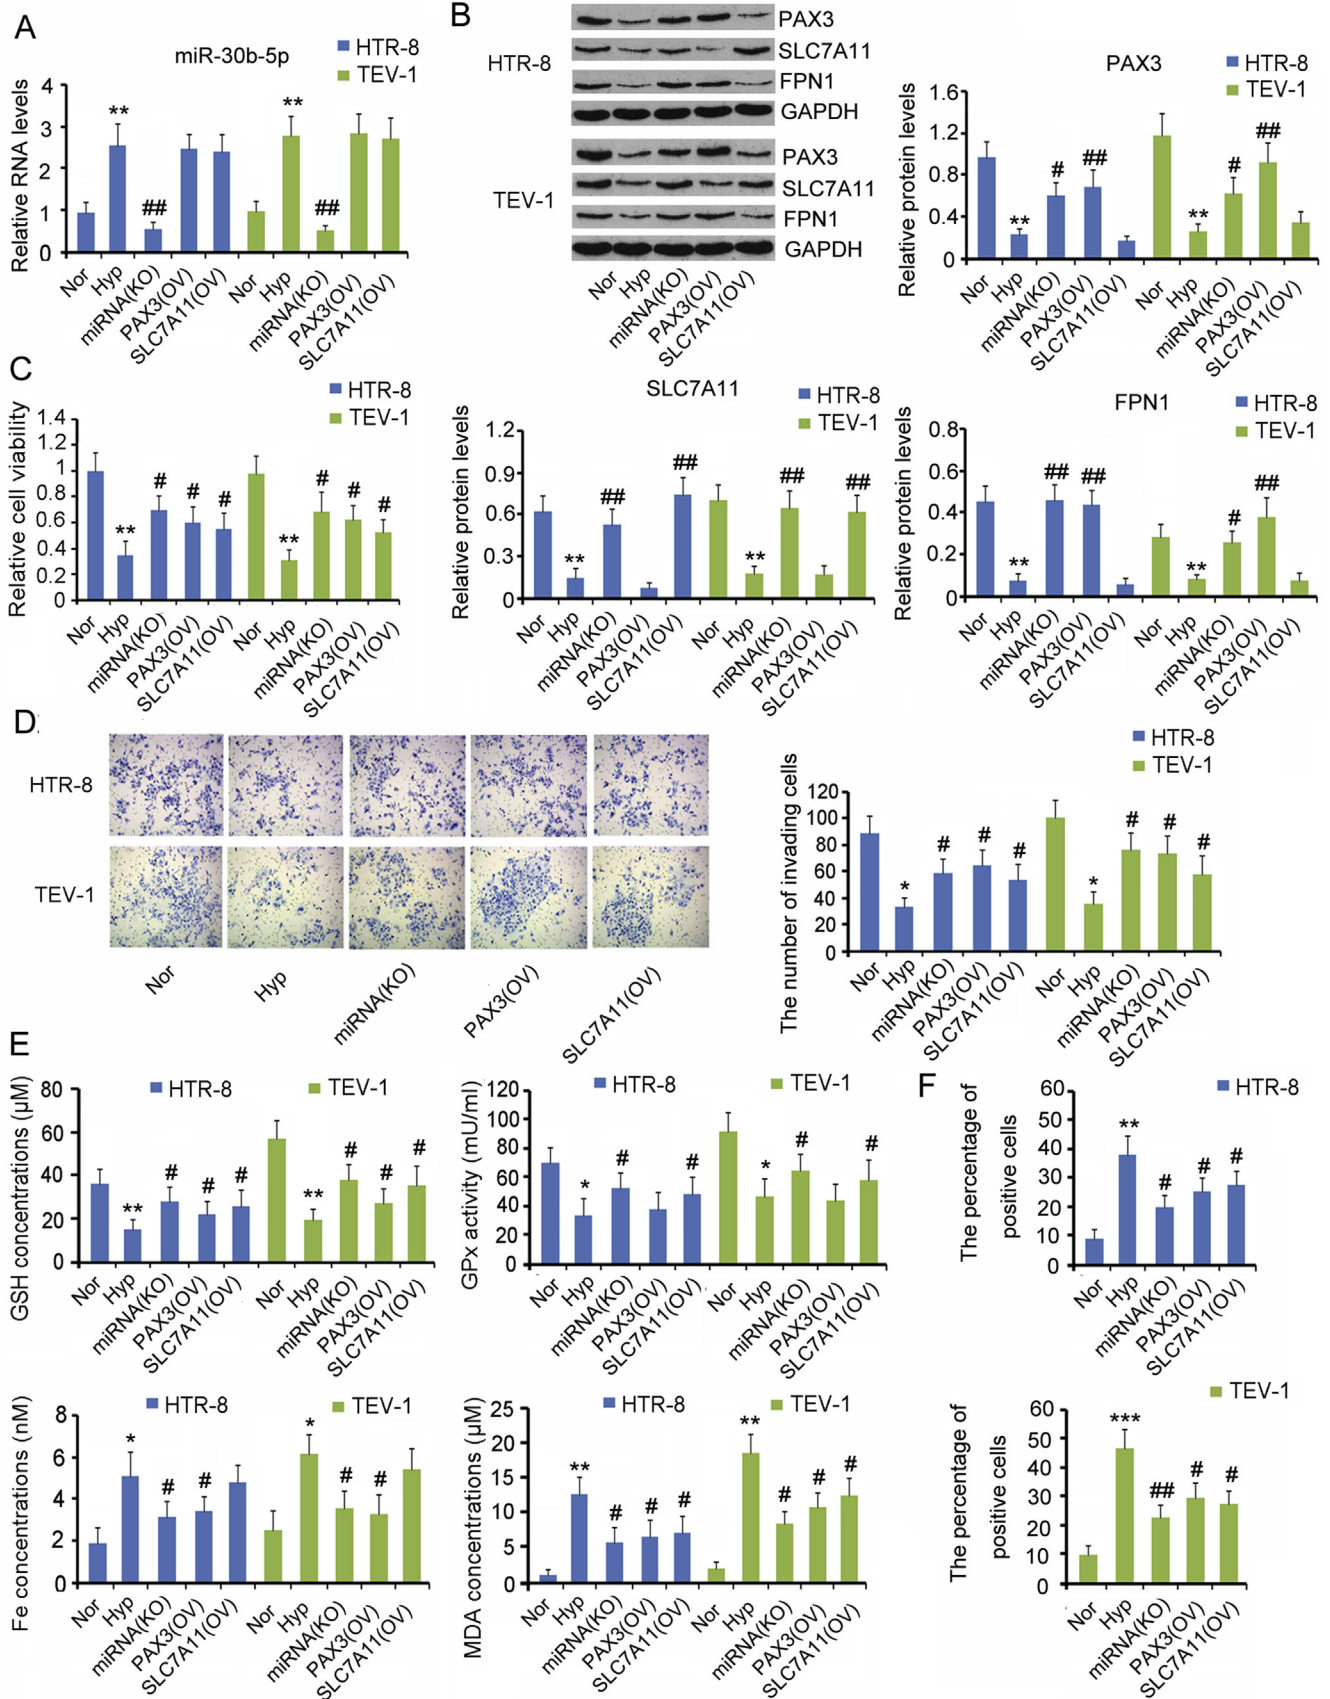 A
miR-30b-5p
HTR-8
TEV-1
Relative RNA levels
4
3
2
1
0
**
##
**
##
Nor
Hyp
miRNA(KO)
PAX3(OV)
SLC7A11(OV)
Nor
Hyp
miRNA(KO)
PAX3(OV)
SLC7A11(OV)
B
HTR-8
PAX3
SLC7A11
FPN1
GAPDH
TEV-1
PAX3
SLC7A11
FPN1
GAPDH
Nor
Hyp
miRNA(KO)
PAX3(OV)
SLC7A11(OV)
PAX3
HTR-8
TEV-1
Relative protein levels
1.6
1.2
0.8
0.4
0
**
#
##
**
#
##
Nor
Hyp
miRNA(KO)
PAX3(OV)
SLC7A11(OV)
Nor
Hyp
miRNA(KO)
PAX3(OV)
SLC7A11(OV)
C
HTR-8
TEV-1
Relative cell viability
1.4
1.2
1
0.8
0.6
0.4
0.2
0
**
#
#
#
**
#
#
#
Nor
Hyp
miRNA(KO)
PAX3(OV)
SLC7A11(OV)
Nor
Hyp
miRNA(KO)
PAX3(OV)
SLC7A11(OV)
SLC7A11
HTR-8
TEV-1
Relative protein levels
1.2
0.9
0.6
0.3
0
**
##
##
**
##
##
Nor
Hyp
miRNA(KO)
PAX3(OV)
SLC7A11(OV)
Nor
Hyp
miRNA(KO)
PAX3(OV)
SLC7A11(OV)
FPN1
HTR-8
TEV-1
Relative protein levels
0.8
0.6
0.4
0.2
0
**
##
##
**
#
##
Nor
Hyp
miRNA(KO)
PAX3(OV)
SLC7A11(OV)
Nor
Hyp
miRNA(KO)
PAX3(OV)
SLC7A11(OV)
D
HTR-8
TEV-1
Nor
Hyp
miRNA(KO)
PAX3(OV)
SLC7A11(OV)
HTR-8
TEV-1
The number of invading cells
120
100
80
60
40
20
0
*
#
#
#
*
#
#
#
Nor
Hyp
miRNA(KO)
PAX3(OV)
SLC7A11(OV)
Nor
Hyp
miRNA(KO)
PAX3(OV)
SLC7A11(OV)
E
HTR-8
TEV-1
GSH concentrations (µM)
80
60
40
20
0
**
#
#
#
**
#
#
#
Nor
Hyp
miRNA(KO)
PAX3(OV)
SLC7A11(OV)
Nor
Hyp
miRNA(KO)
PAX3(OV)
SLC7A11(OV)
HTR-8
TEV-1
GPx activity (mU/ml)
120
100
80
60
40
20
0
*
#
#
*
#
#
Nor
Hyp
miRNA(KO)
PAX3(OV)
SLC7A11(OV)
Nor
Hyp
miRNA(KO)
PAX3(OV)
SLC7A11(OV)
F
HTR-8
The percentage of
positive cells
60
50
40
30
20
10
0
**
#
#
#
Nor
Hyp
miRNA(KO)
PAX3(OV)
SLC7A11(OV)
HTR-8
TEV-1
Fe concentrations (nM)
8
6
4
2
0
*
#
#
*
#
#
Nor
Hyp
miRNA(KO)
PAX3(OV)
SLC7A11(OV)
Nor
Hyp
miRNA(KO)
PAX3(OV)
SLC7A11(OV)
HTR-8
TEV-1
MDA concentrations (µM)
25
20
15
10
5
0
**
#
#
#
**
#
#
#
Nor
Hyp
miRNA(KO)
PAX3(OV)
SLC7A11(OV)
Nor
Hyp
miRNA(KO)
PAX3(OV)
SLC7A11(OV)
TEV-1
The percentage of
positive cells
60
50
40
30
20
10
0
***
##
#
#
Nor
Hyp
miRNA(KO)
PAX3(OV)
SLC7A11(OV)